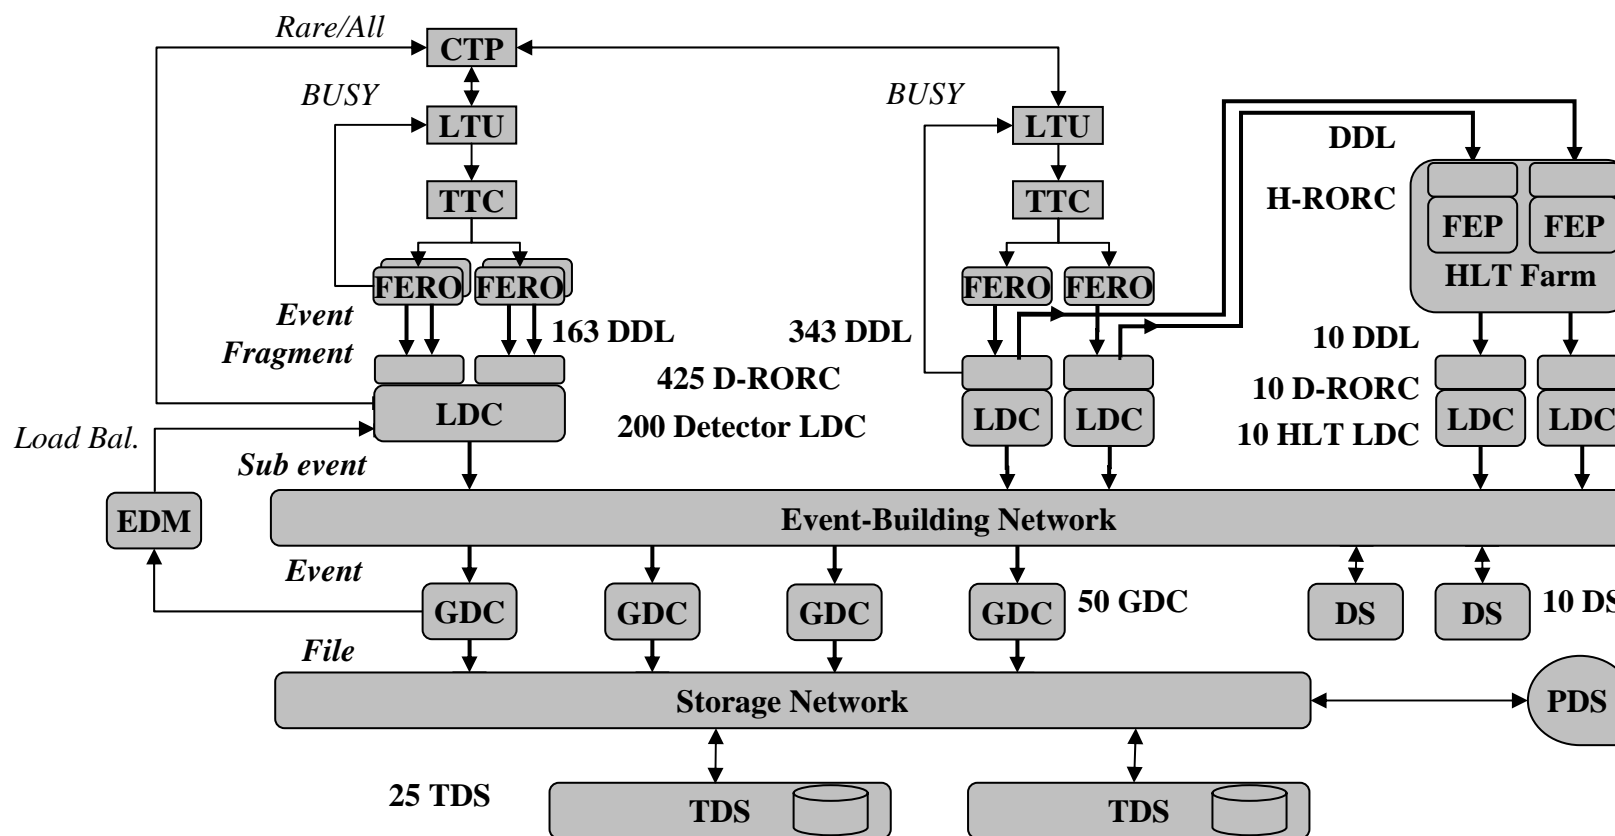 Rare/All
CTP
BUSY
BUSY
LTU
LTU
DDL
TTC
TTC
H-RORC
FEP
FEP
HLT Farm
FERO
FERO
FERO
FERO
Event
Fragment
163 DDL
343 DDL
10 DDL
425 D-RORC
10 D-RORC
LDC
LDC
LDC
LDC
LDC
200 Detector LDC
10 HLT LDC
Load Bal.
Sub event
EDM
Event-Building Network
Event
GDC
GDC
GDC
GDC
50 GDC
DS
DS
10 DS
File
Storage Network
PDS
25 TDS
TDS
TDS